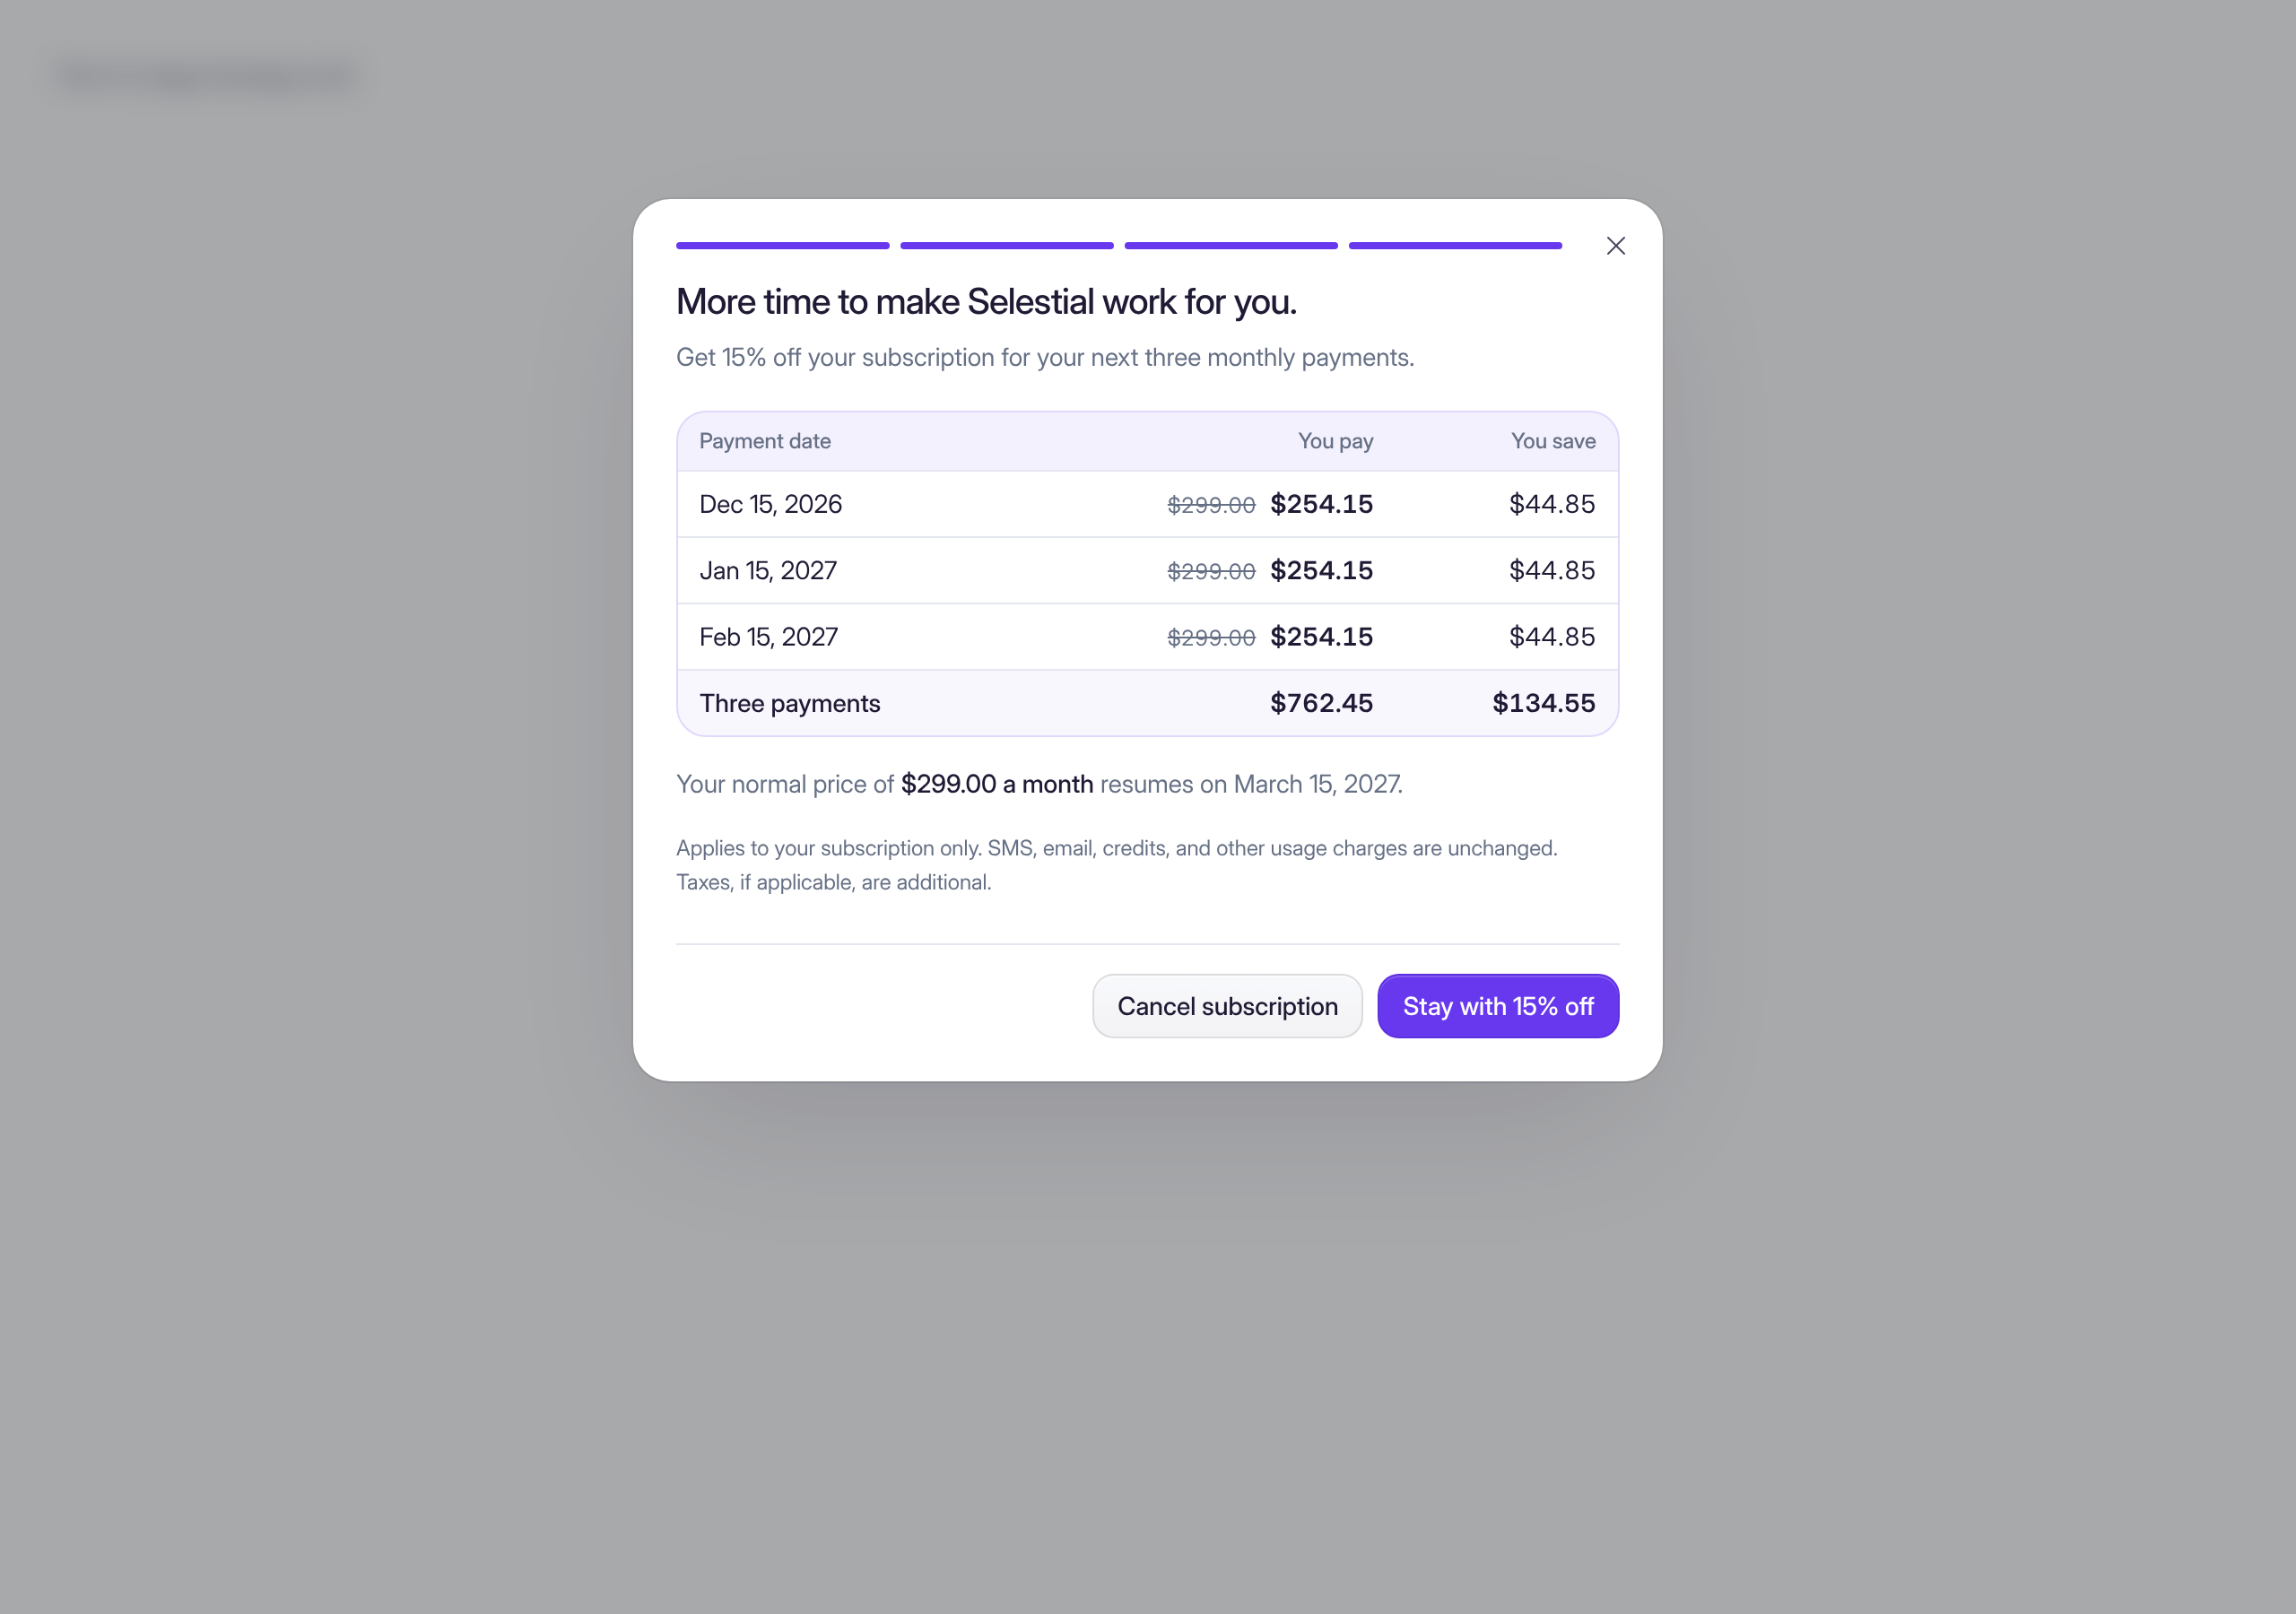 More time to make Selestial work for you.
Get 15% off your subscription for your next three monthly payments.
Payment date You pay You save
Dec 15, 2026 $299.00 $254.15 $44.85
Jan 15, 2027 $299.00 $254.15 $44.85
Feb 15, 2027 $299.00 $254.15 $44.85
Three payments $762.45 $134.55
Your normal price of $299.00 a month resumes on March 15, 2027.
Applies to your subscription only. SMS, email, credits, and other usage charges are unchanged.
Taxes, if applicable, are additional.
Cancel subscription Stay with 15% off